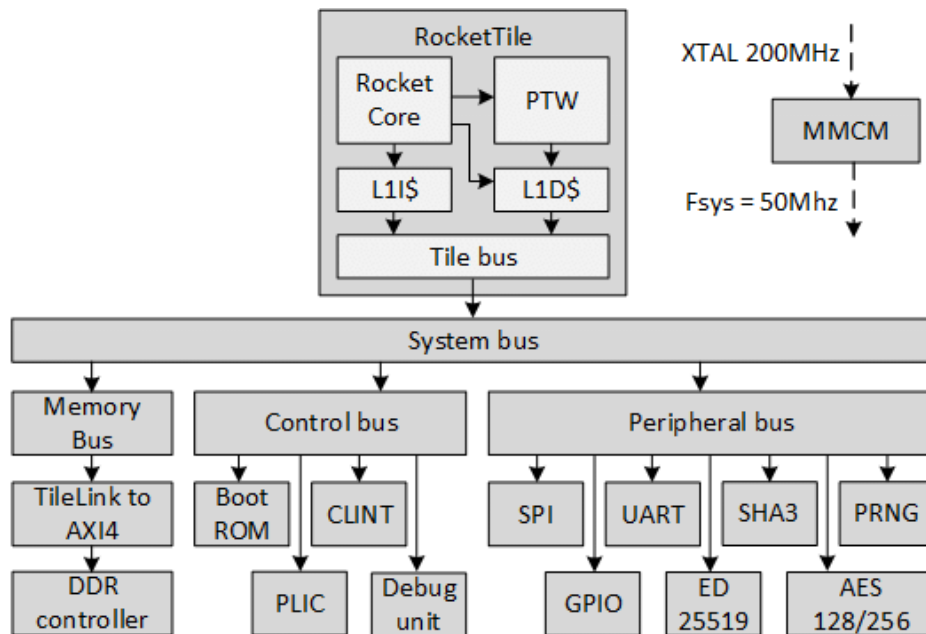 RocketTile
XTAL 200MHz
Rocket
Core
PTW
MMCM
L1I$
L1D$
Fsys = 50Mhz
Tile bus
System bus
Memory
Bus
Control bus
Peripheral bus
TileLink to
AXI4
Boot
ROM
CLINT
SPI
UART
SHA3
PRNG
DDR
controller
PLIC
Debug
unit
GPIO
ED
25519
AES
128/256